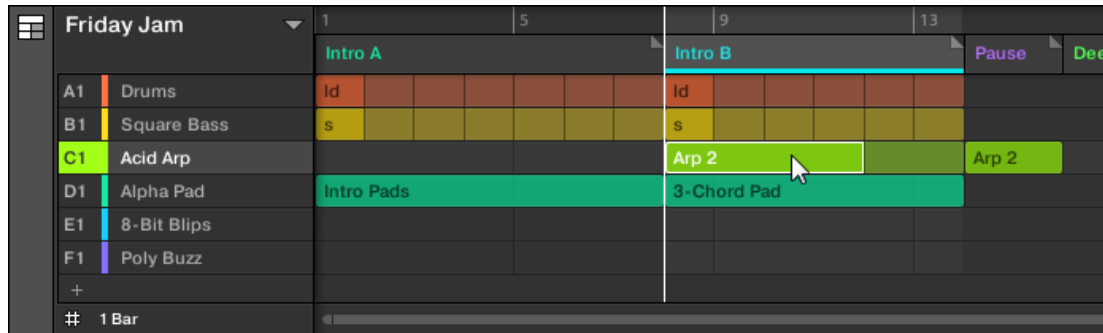 Friday Jam 1 5 9 13
Intro A Intro B Pause Dee
A1 Drums Id Id
B1 Square Bass s s
C1 Acid Arp Arp 2 Arp 2
D1 Alpha Pad Intro Pads 3-Chord Pad
E1 8-Bit Blips
F1 Poly Buzz
+
# 1 Bar